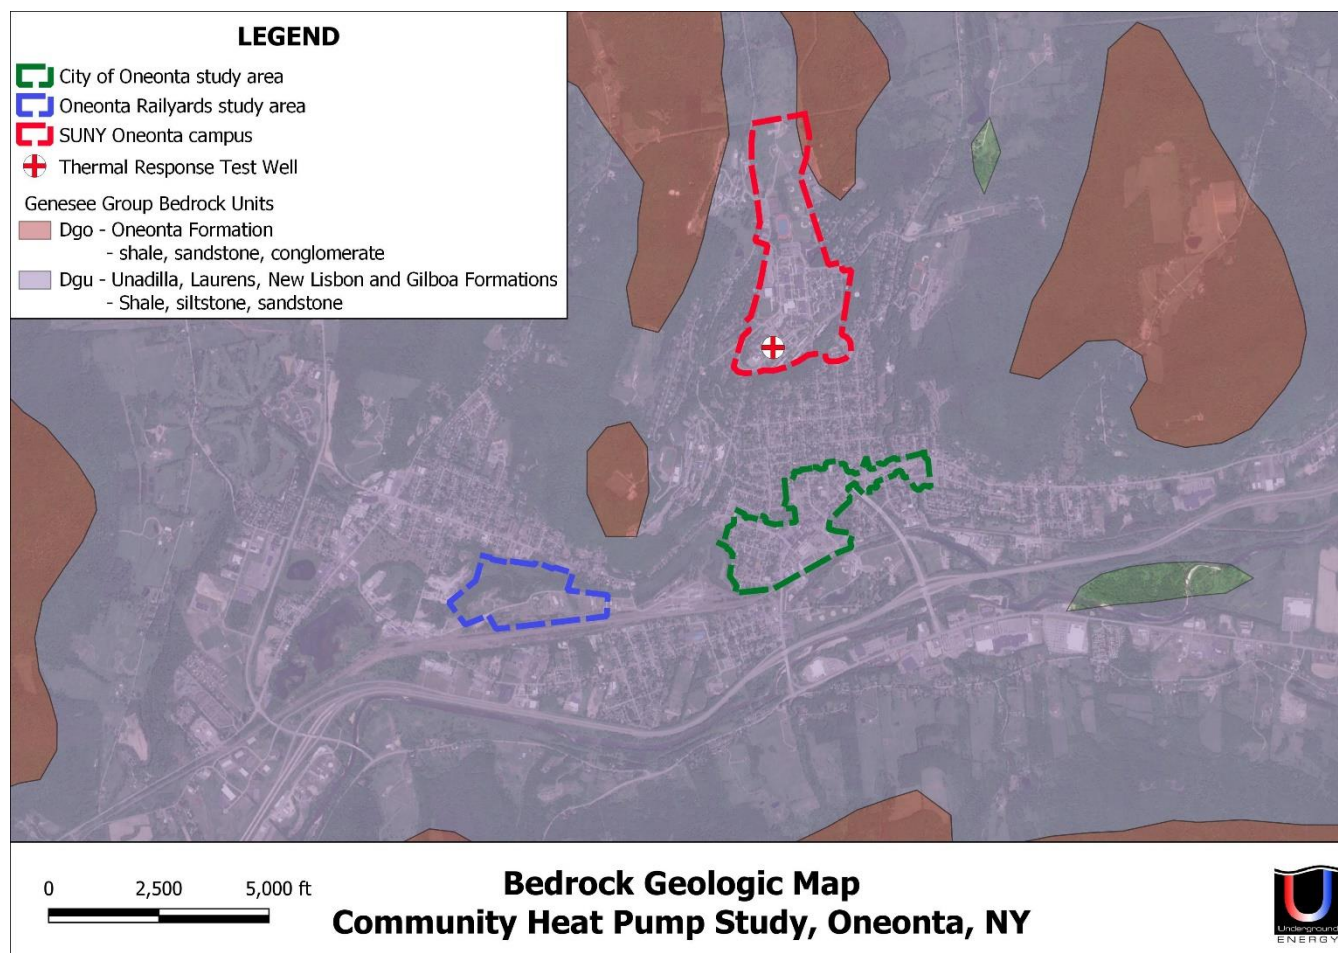 LEGEND
City of Oneonta study area
Oneonta Railyards study area
SUNY Oneonta campus
Thermal Response Test Well
Genesee Group Bedrock Units
Dgo - Oneonta Formation
- shale, sandstone, conglomerate
Dgu - Unadilla, Laurens, New Lisbon and Gilboa Formations
- Shale, siltstone, sandstone
0 2,500 5,000 ft
Bedrock Geologic Map
Community Heat Pump Study, Oneonta, NY
Underground
ENERGY